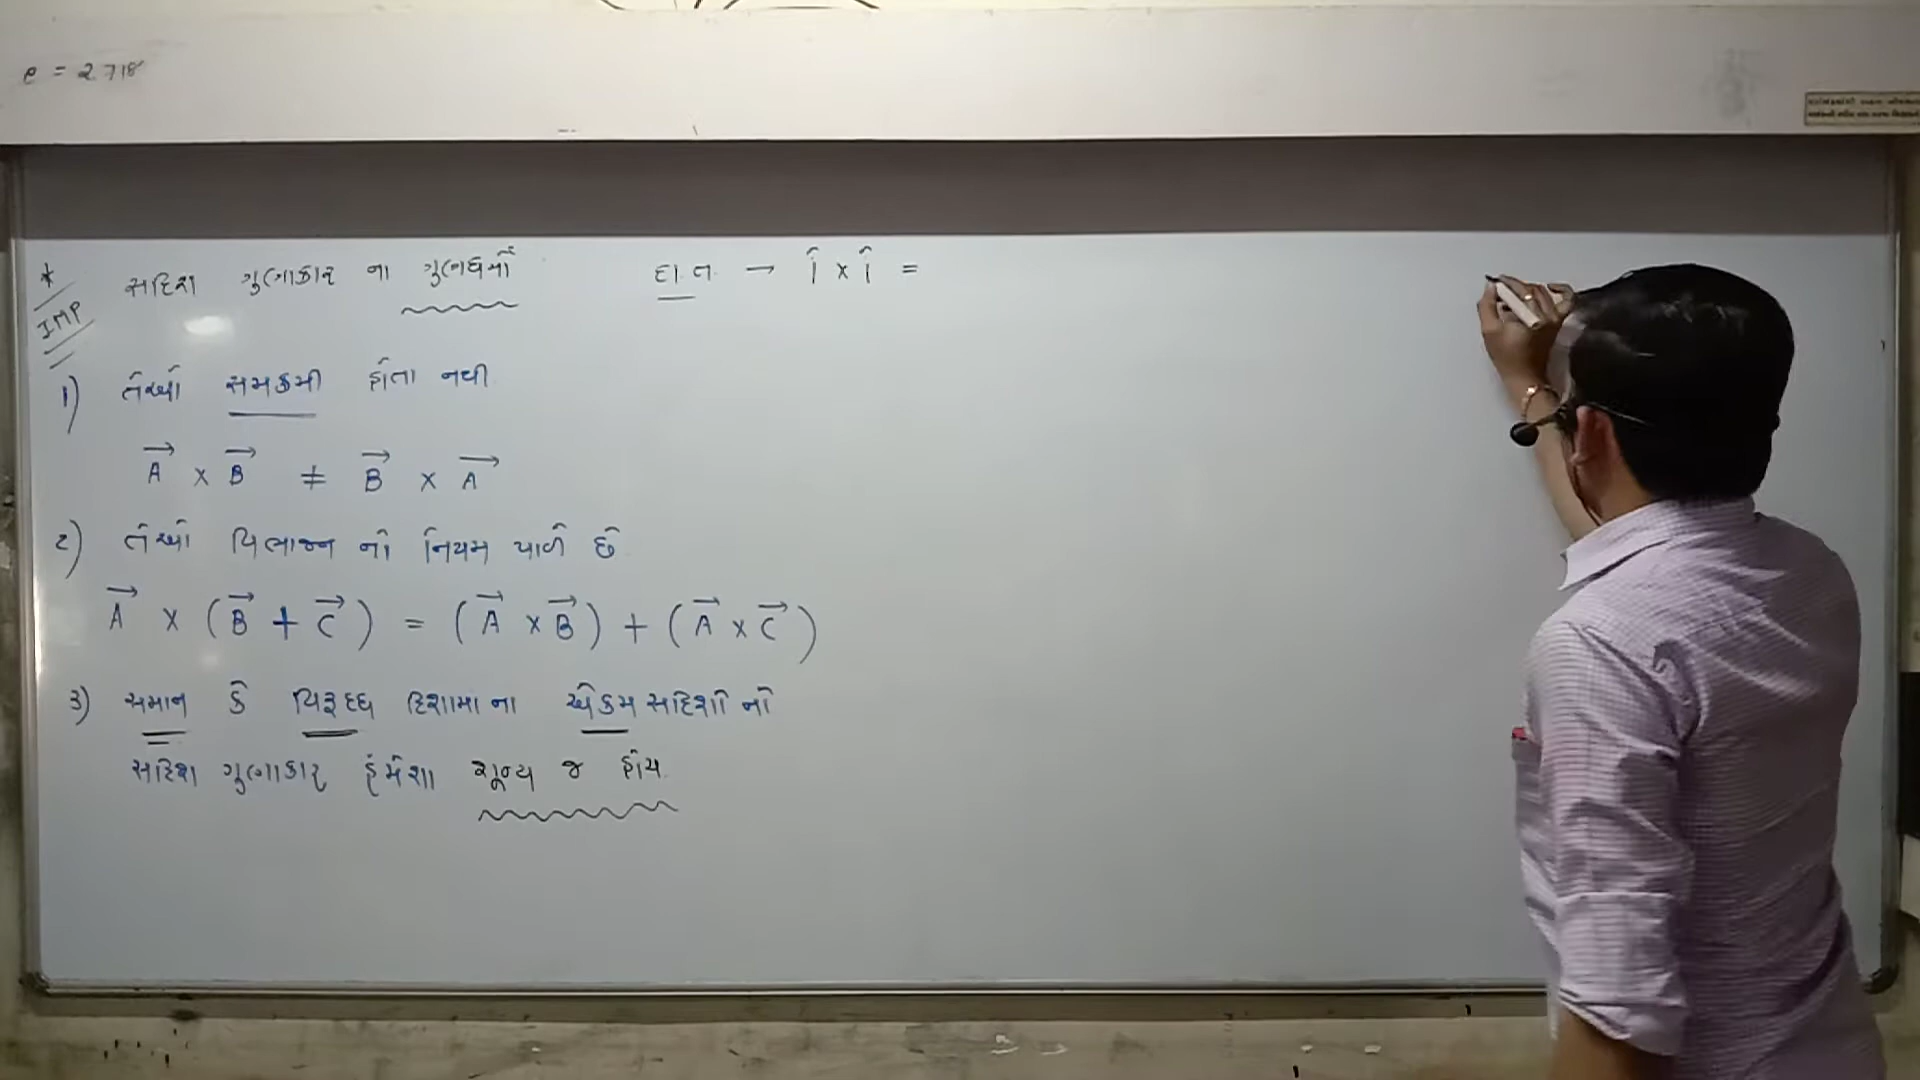 e = 2.718
* સદિશ ગુણાકાર ના ગુણધર્મો
IMP
1) તેઓ સમક્રમી હોતા નથી
A⃗ × B⃗ ≠ B⃗ × A⃗
2) તેઓ વિભાજન નો નિયમ પાળે છે
A⃗ × (B⃗ + C⃗) = (A⃗ × B⃗) + (A⃗ × C⃗)
3) સમાન કે વિરૂદ્ધ દિશામાં ના એકમ સદિશો નો
સદિશ ગુણાકાર હંમેશા શૂન્ય જ હોય
દા.ત → î × î =